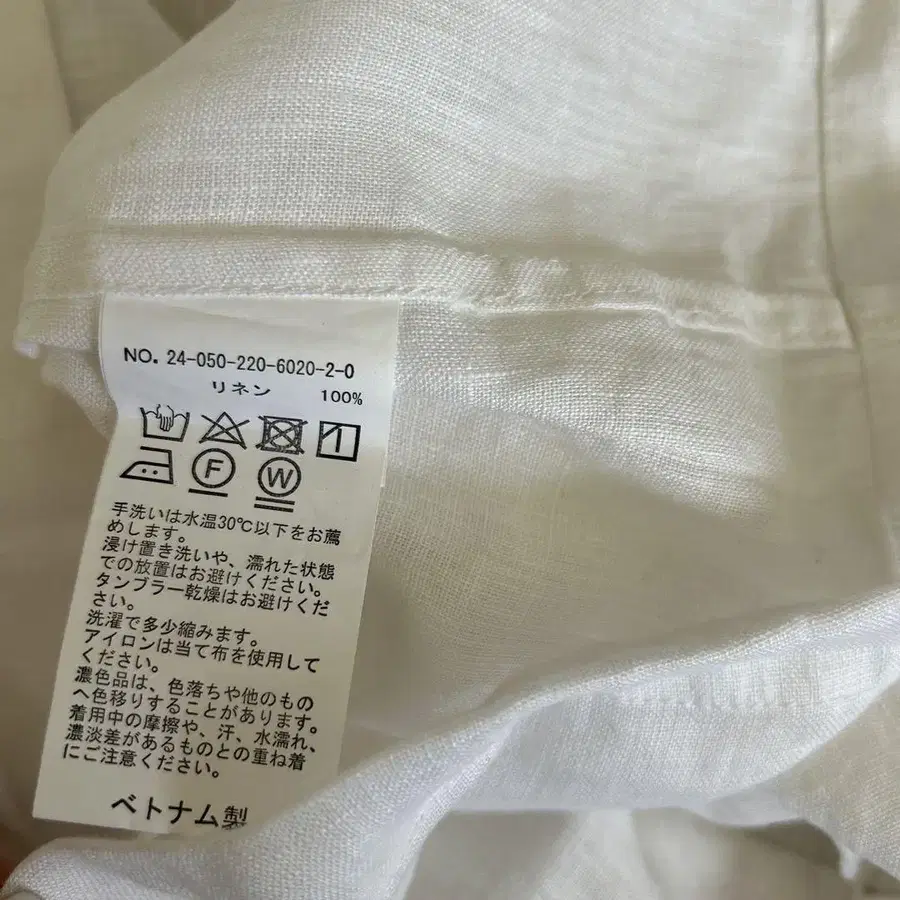 NO. 24-050-220-6020-2-0
リネン 100%
F W
手洗いは水温30℃以下をお薦
めします。
浸け置き洗いや、濡れた状態
での放置はお避けください。
タンブラー乾燥はお避けくだ
さい。
洗濯で多少縮みます。
アイロンは当て布を使用して
ください。
濃色品は、色落ちや他のもの
へ色移りすることがあります。
着用中の摩擦や、汗、水濡れ、
濃淡差があるものとの重ね着
にご注意ください。
ベトナム製